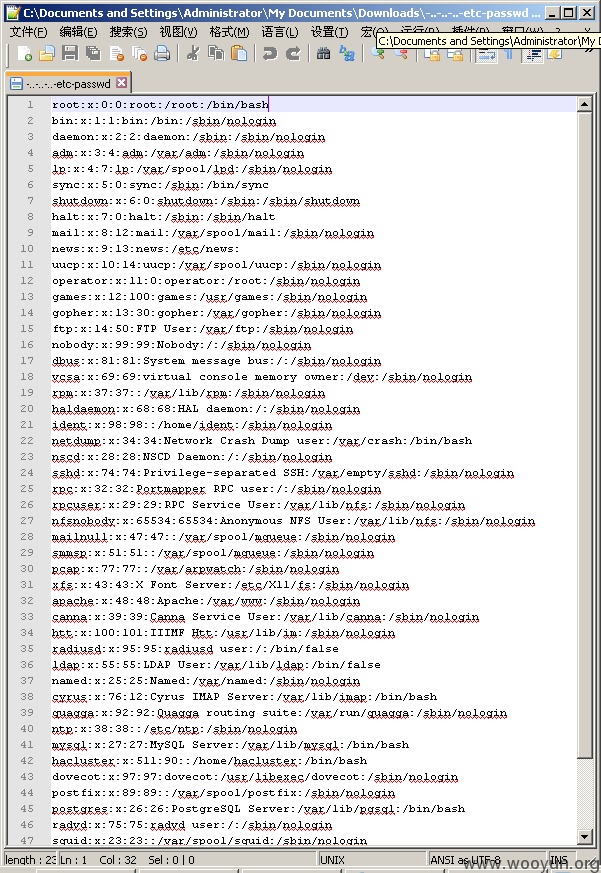 C:\Documents and Settings\Administrator\My Documents\Downloads\-..-..-..-etc-passwd ...
文件(F) 编辑(E) 搜索(S) 视图(V) 格式(M) 语言(L) 设置(T)
C:\Documents and Settings\Administrator\My D
-..-..-..-etc-passwd
1 root:x:0:0:root:/root:/bin/bash
2 bin:x:1:1:bin:/bin:/sbin/nologin
3 daemon:x:2:2:daemon:/sbin:/sbin/nologin
4 adm:x:3:4:adm:/var/adm:/sbin/nologin
5 lp:x:4:7:lp:/var/spool/lpd:/sbin/nologin
6 sync:x:5:0:sync:/sbin:/bin/sync
7 shutdown:x:6:0:shutdown:/sbin:/sbin/shutdown
8 halt:x:7:0:halt:/sbin:/sbin/halt
9 mail:x:8:12:mail:/var/spool/mail:/sbin/nologin
10 news:x:9:13:news:/etc/news:
11 uucp:x:10:14:uucp:/var/spool/uucp:/sbin/nologin
12 operator:x:11:0:operator:/root:/sbin/nologin
13 games:x:12:100:games:/usr/games:/sbin/nologin
14 gopher:x:13:30:gopher:/var/gopher:/sbin/nologin
15 ftp:x:14:50:FTP User:/var/ftp:/sbin/nologin
16 nobody:x:99:99:Nobody:/:/sbin/nologin
17 dbus:x:81:81:System message bus:/:/sbin/nologin
18 vcsa:x:69:69:virtual console memory owner:/dev:/sbin/nologin
19 rpm:x:37:37::/var/lib/rpm:/sbin/nologin
20 haldaemon:x:68:68:HAL daemon:/:/sbin/nologin
21 ident:x:98:98::/home/ident:/sbin/nologin
22 netdump:x:34:34:Network Crash Dump user:/var/crash:/bin/bash
23 nscd:x:28:28:NSCD Daemon:/:/sbin/nologin
24 sshd:x:74:74:Privilege-separated SSH:/var/empty/sshd:/sbin/nologin
25 rpc:x:32:32:Portmapper RPC user:/:/sbin/nologin
26 rpcuser:x:29:29:RPC Service User:/var/lib/nfs:/sbin/nologin
27 nfsnobody:x:65534:65534:Anonymous NFS User:/var/lib/nfs:/sbin/nologin
28 mailnull:x:47:47::/var/spool/mqueue:/sbin/nologin
29 smmsp:x:51:51::/var/spool/mqueue:/sbin/nologin
30 pcap:x:77:77::/var/arpwatch:/sbin/nologin
31 xfs:x:43:43:X Font Server:/etc/X11/fs:/sbin/nologin
32 apache:x:48:48:Apache:/var/www:/sbin/nologin
33 canna:x:39:39:Canna Service User:/var/lib/canna:/sbin/nologin
34 htt:x:100:101:IIIMF Htt:/usr/lib/im:/sbin/nologin
35 radiusd:x:95:95:radiusd user:/:/bin/false
36 ldap:x:55:55:LDAP User:/var/lib/ldap:/bin/false
37 named:x:25:25:Named:/var/named:/sbin/nologin
38 cyrus:x:76:12:Cyrus IMAP Server:/var/lib/imap:/bin/bash
39 quagga:x:92:92:Quagga routing suite:/var/run/quagga:/sbin/nologin
40 ntp:x:38:38::/etc/ntp:/sbin/nologin
41 mysql:x:27:27:MySQL Server:/var/lib/mysql:/bin/bash
42 hacluster:x:511:90::/home/hacluster:/bin/bash
43 dovecot:x:97:97:dovecot:/usr/libexec/dovecot:/sbin/nologin
44 postfix:x:89:89::/var/spool/postfix:/sbin/nologin
45 postgres:x:26:26:PostgreSQL Server:/var/lib/pgsql:/bin/bash
46 radvd:x:75:75:radvd user:/:/sbin/nologin
47 squid:x:23:23::/var/spool/squid:/sbin/nologin
length : 23 Ln : 1 Col : 32 Sel : 0 | 0 UNIX ANSI as UTF-8 INS
www.wooyun.org